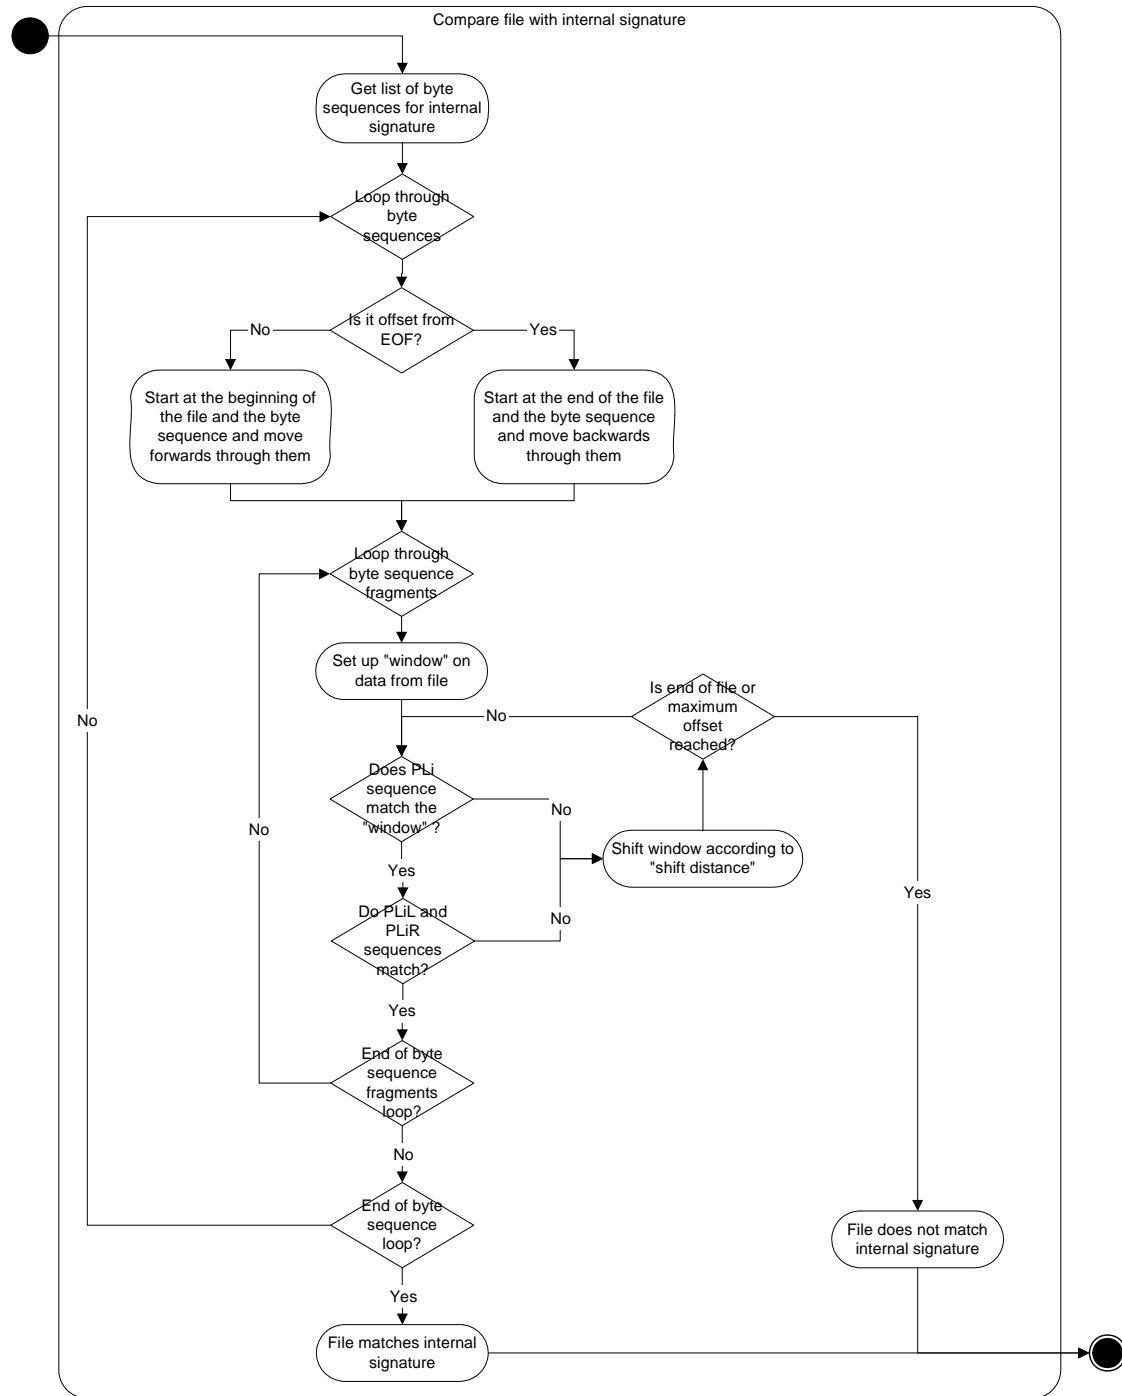 Compare file with internal signature
Get list of byte
sequences for internal
signature
Loop through
byte
sequences
Is it offset from
EOF?
No
Yes
Start at the beginning of
the file and the byte
sequence and move
forwards through them
Start at the end of the file
and the byte sequence
and move backwards
through them
Loop through
byte sequence
fragments
Set up "window" on
data from file
Is end of file or
maximum
offset
reached?
No
No
Does PLi
sequence
match the
"window" ?
No
No
Shift window according to
"shift distance"
Yes
Yes
Do PLiL and
PLiR
sequences
match?
No
Yes
End of byte
sequence
fragments
loop?
No
End of byte
sequence
loop?
File does not match
internal signature
Yes
File matches internal
signature